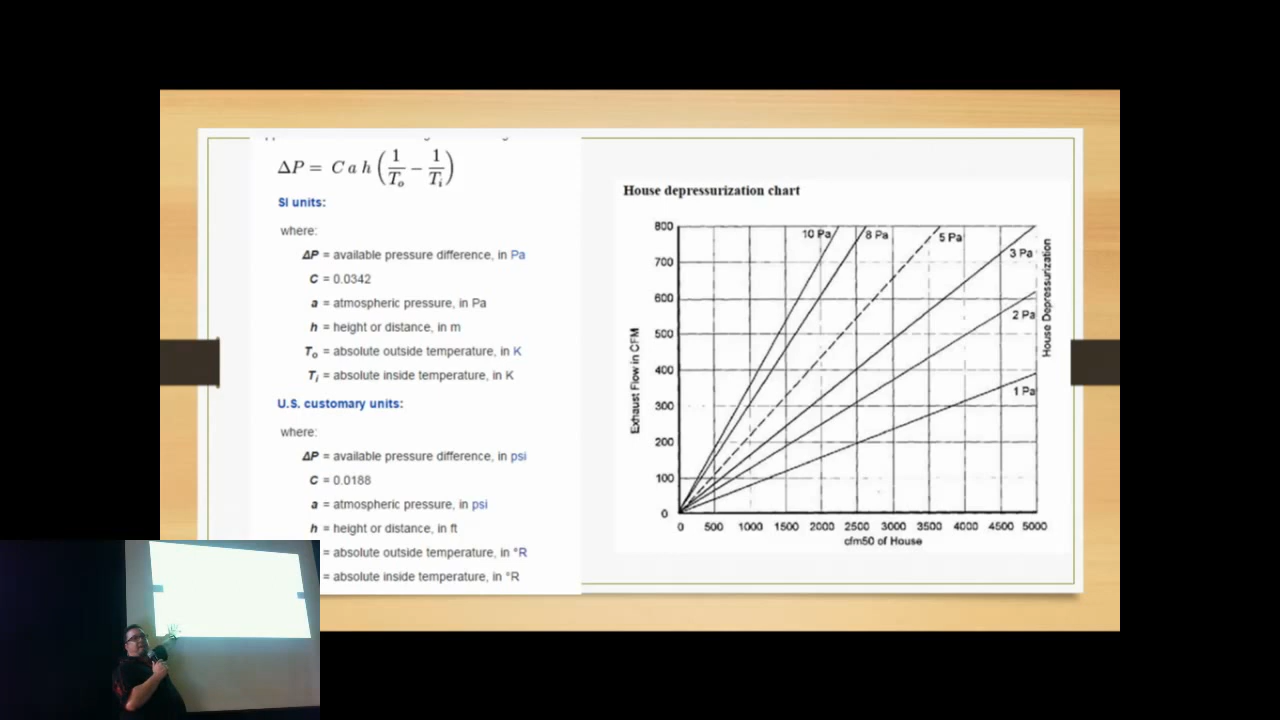 ΔP = C a h (1/Tₒ − 1/Tᵢ)
SI units:
where:
ΔP = available pressure difference, in Pa
C = 0.0342
a = atmospheric pressure, in Pa
h = height or distance, in m
Tₒ = absolute outside temperature, in K
Tᵢ = absolute inside temperature, in K
U.S. customary units:
where:
ΔP = available pressure difference, in psi
C = 0.0188
a = atmospheric pressure, in psi
h = height or distance, in ft
= absolute outside temperature, in °R
= absolute inside temperature, in °R
House depressurization chart
800
700
600
500
400
300
200
100
0
Exhaust Flow in CFM
10 Pa
8 Pa
5 Pa
3 Pa
2 Pa
1 Pa
House Depressurization
0 500 1000 1500 2000 2500 3000 3500 4000 4500 5000
cfm50 of House